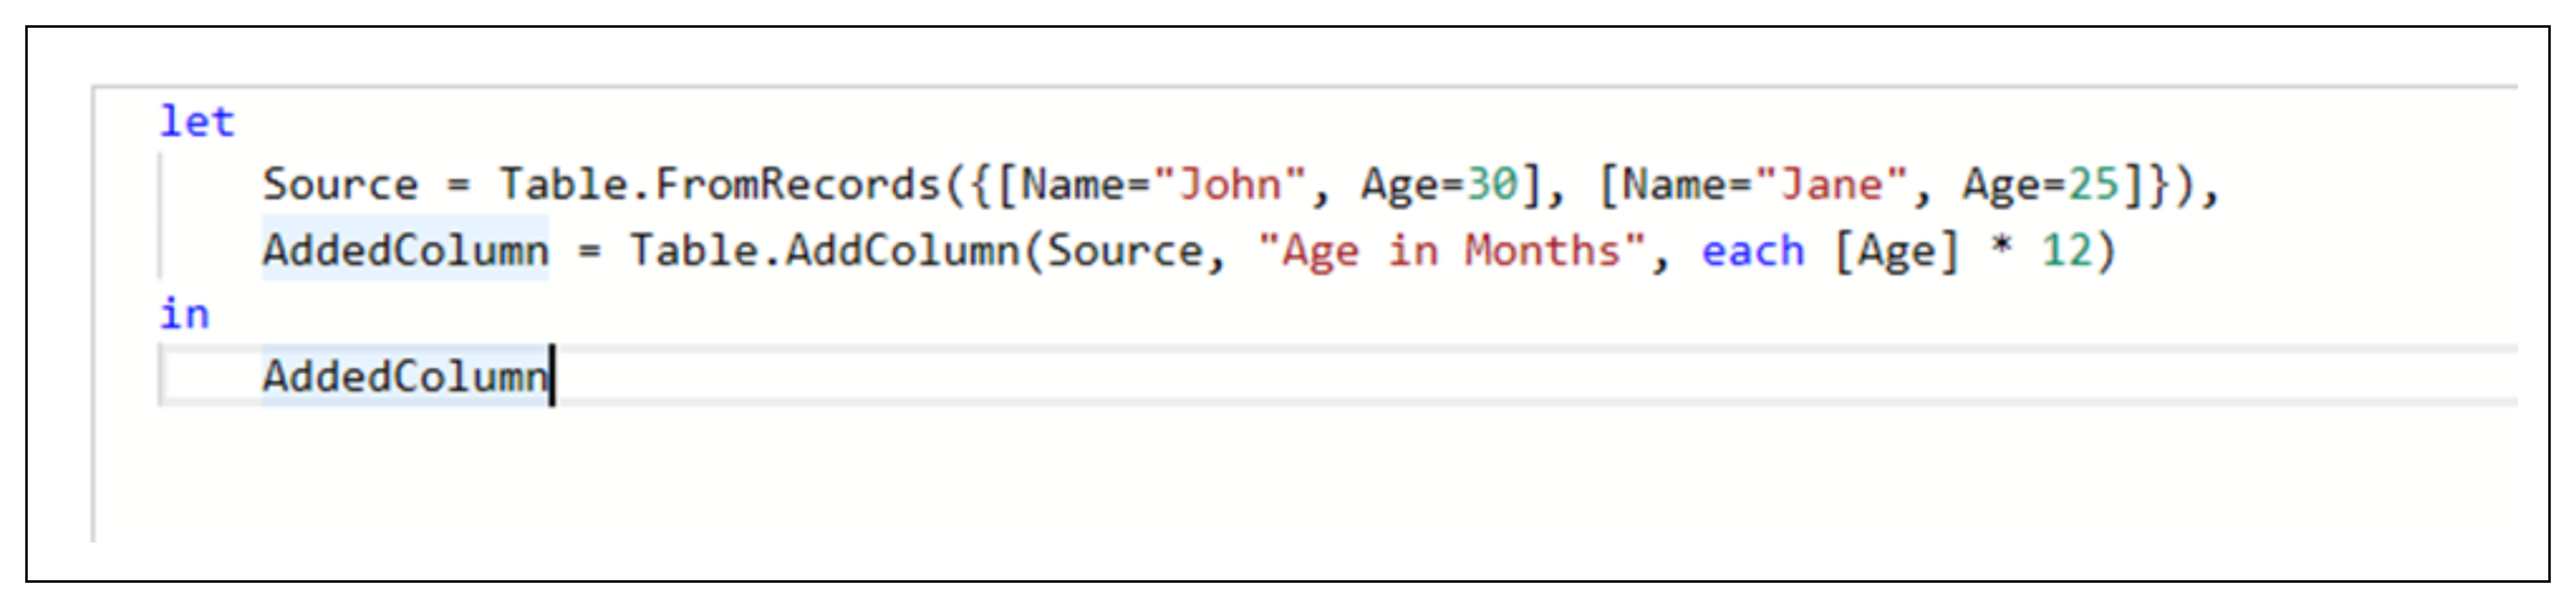 let
Source = Table.FromRecords({[Name="John", Age=30], [Name="Jane", Age=25]}),
AddedColumn = Table.AddColumn(Source, "Age in Months", each [Age] * 12)
in
AddedColumn